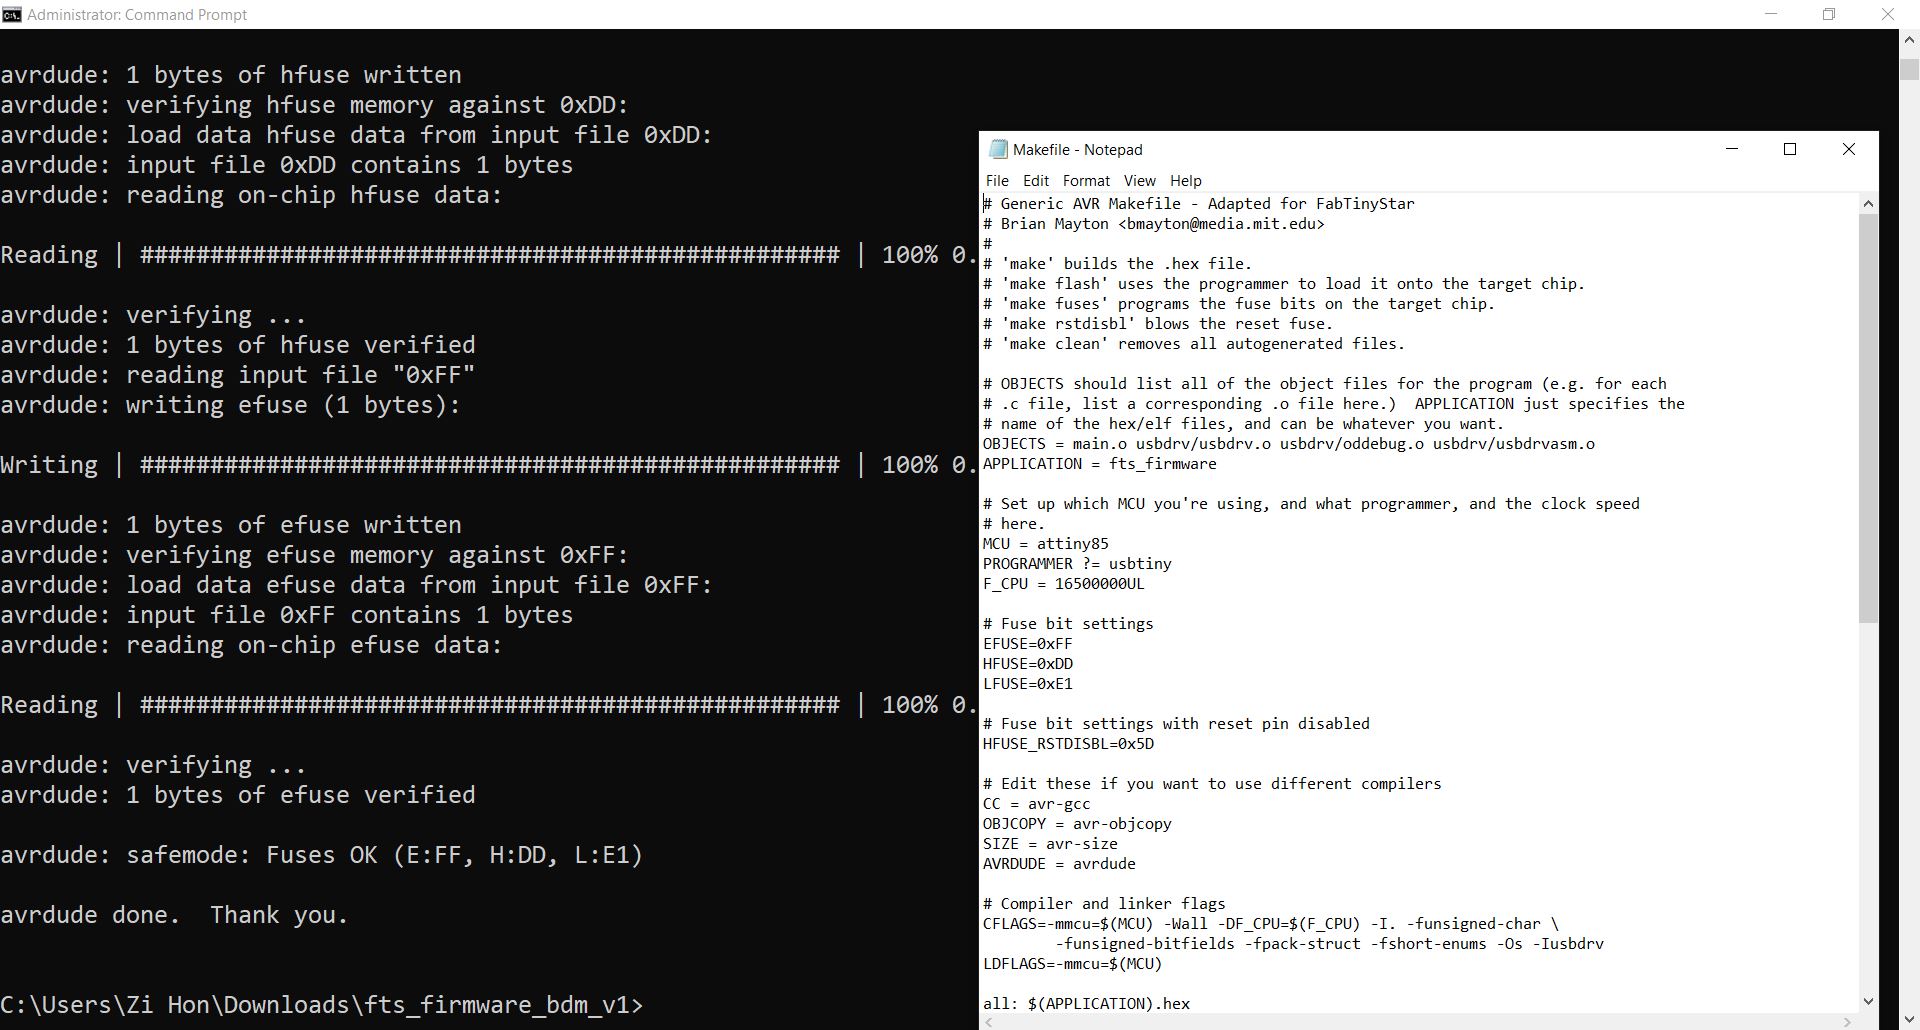 Administrator: Command Prompt
avrdude: 1 bytes of hfuse written
avrdude: verifying hfuse memory against 0xDD:
avrdude: load data hfuse data from input file 0xDD:
avrdude: input file 0xDD contains 1 bytes
avrdude: reading on-chip hfuse data:
Reading | ################################################## | 100% 0.
avrdude: verifying ...
avrdude: 1 bytes of hfuse verified
avrdude: reading input file "0xFF"
avrdude: writing efuse (1 bytes):
Writing | ################################################## | 100% 0.
avrdude: 1 bytes of efuse written
avrdude: verifying efuse memory against 0xFF:
avrdude: load data efuse data from input file 0xFF:
avrdude: input file 0xFF contains 1 bytes
avrdude: reading on-chip efuse data:
Reading | ################################################## | 100% 0.
avrdude: verifying ...
avrdude: 1 bytes of efuse verified
avrdude: safemode: Fuses OK (E:FF, H:DD, L:E1)
avrdude done.  Thank you.
C:\Users\Zi Hon\Downloads\fts_firmware_bdm_v1>
Makefile - Notepad
File Edit Format View Help
# Generic AVR Makefile - Adapted for FabTinyStar
# Brian Mayton <bmayton@media.mit.edu>
#
# 'make' builds the .hex file.
# 'make flash' uses the programmer to load it onto the target chip.
# 'make fuses' programs the fuse bits on the target chip.
# 'make rstdisbl' blows the reset fuse.
# 'make clean' removes all autogenerated files.
# OBJECTS should list all of the object files for the program (e.g. for each
# .c file, list a corresponding .o file here.)  APPLICATION just specifies the
# name of the hex/elf files, and can be whatever you want.
OBJECTS = main.o usbdrv/usbdrv.o usbdrv/oddebug.o usbdrv/usbdrvasm.o
APPLICATION = fts_firmware
# Set up which MCU you're using, and what programmer, and the clock speed
# here.
MCU = attiny85
PROGRAMMER ?= usbtiny
F_CPU = 16500000UL
# Fuse bit settings
EFUSE=0xFF
HFUSE=0xDD
LFUSE=0xE1
# Fuse bit settings with reset pin disabled
HFUSE_RSTDISBL=0x5D
# Edit these if you want to use different compilers
CC = avr-gcc
OBJCOPY = avr-objcopy
SIZE = avr-size
AVRDUDE = avrdude
# Compiler and linker flags
CFLAGS=-mmcu=$(MCU) -Wall -DF_CPU=$(F_CPU) -I. -funsigned-char \
-funsigned-bitfields -fpack-struct -fshort-enums -Os -Iusbdrv
LDFLAGS=-mmcu=$(MCU)
all: $(APPLICATION).hex